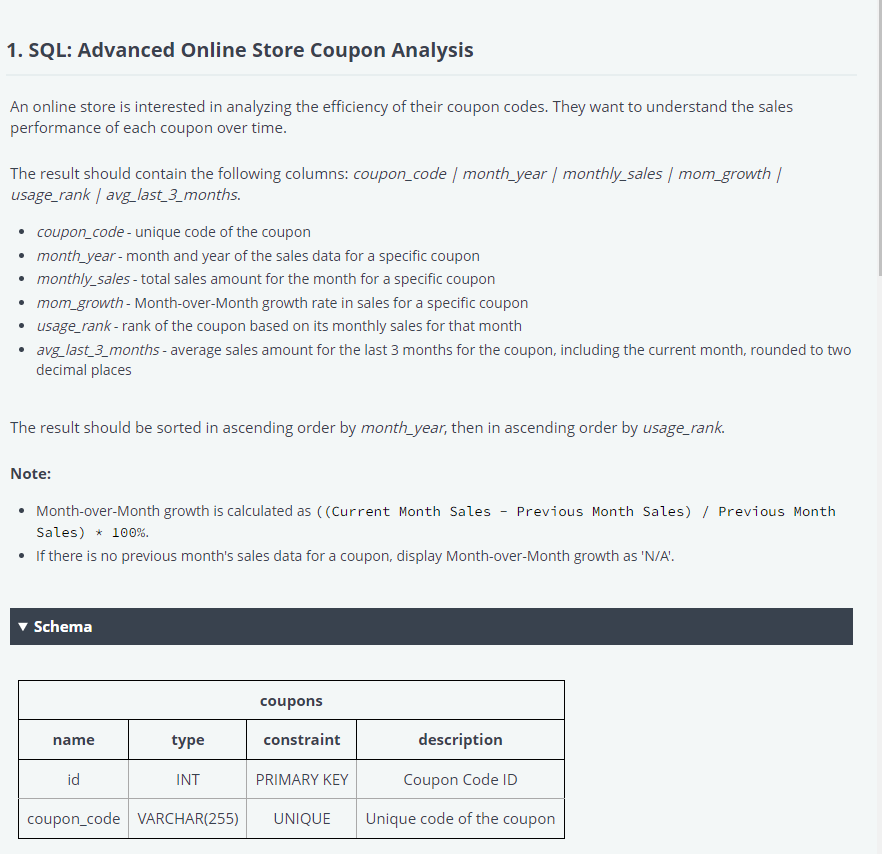 1. SQL: Advanced Online Store Coupon Analysis
An online store is interested in analyzing the efficiency of their coupon codes. They want to understand the sales
performance of each coupon over time.
The result should contain the following columns: coupon_code | month_year | monthly_sales | mom_growth |
usage_rank | avg_last_3_months.
• coupon_code - unique code of the coupon
• month_year - month and year of the sales data for a specific coupon
• monthly_sales - total sales amount for the month for a specific coupon
• mom_growth - Month-over-Month growth rate in sales for a specific coupon
• usage_rank - rank of the coupon based on its monthly sales for that month
• avg_last_3_months - average sales amount for the last 3 months for the coupon, including the current month, rounded to two
decimal places
The result should be sorted in ascending order by month_year, then in ascending order by usage_rank.
Note:
• Month-over-Month growth is calculated as ((Current Month Sales - Previous Month Sales) / Previous Month
Sales) * 100%.
• If there is no previous month's sales data for a coupon, display Month-over-Month growth as 'N/A'.
▼ Schema
coupons
name type constraint description
id INT PRIMARY KEY Coupon Code ID
coupon_code VARCHAR(255) UNIQUE Unique code of the coupon